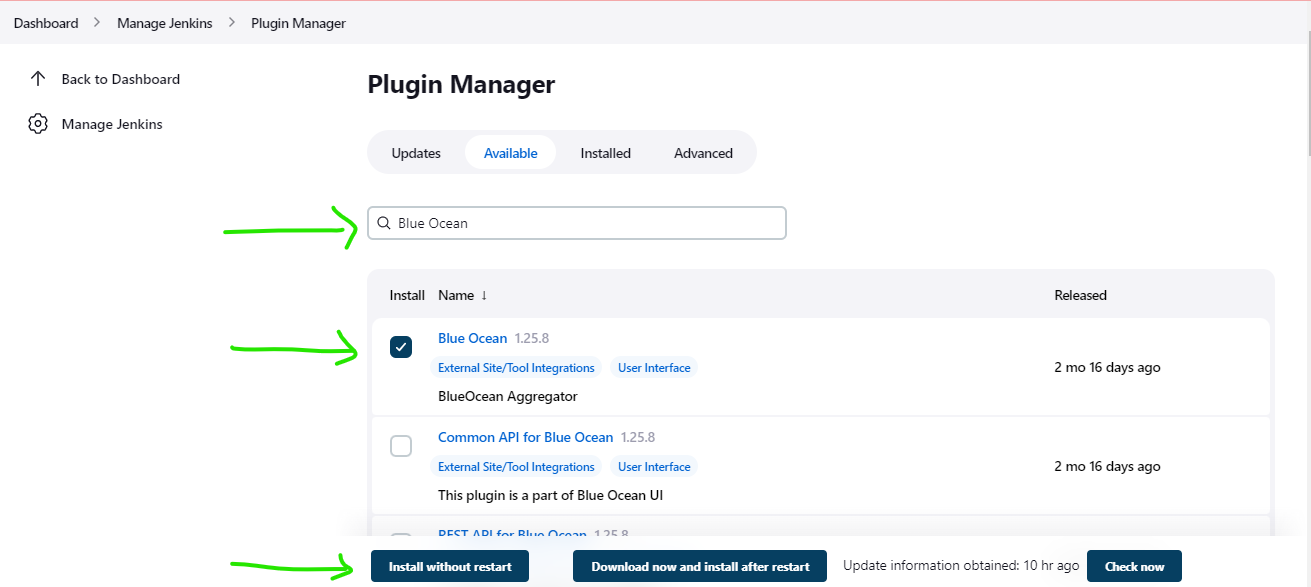 Dashboard > Manage Jenkins > Plugin Manager
Back to Dashboard
Manage Jenkins
Plugin Manager
Updates Available Installed Advanced
Blue Ocean
Install Name ↓ Released
Blue Ocean 1.25.8
External Site/Tool Integrations User Interface
2 mo 16 days ago
BlueOcean Aggregator
Common API for Blue Ocean 1.25.8
External Site/Tool Integrations User Interface
2 mo 16 days ago
This plugin is a part of Blue Ocean UI
REST API for Blue Ocean 1.25.8
Install without restart Download now and install after restart Update information obtained: 10 hr ago Check now